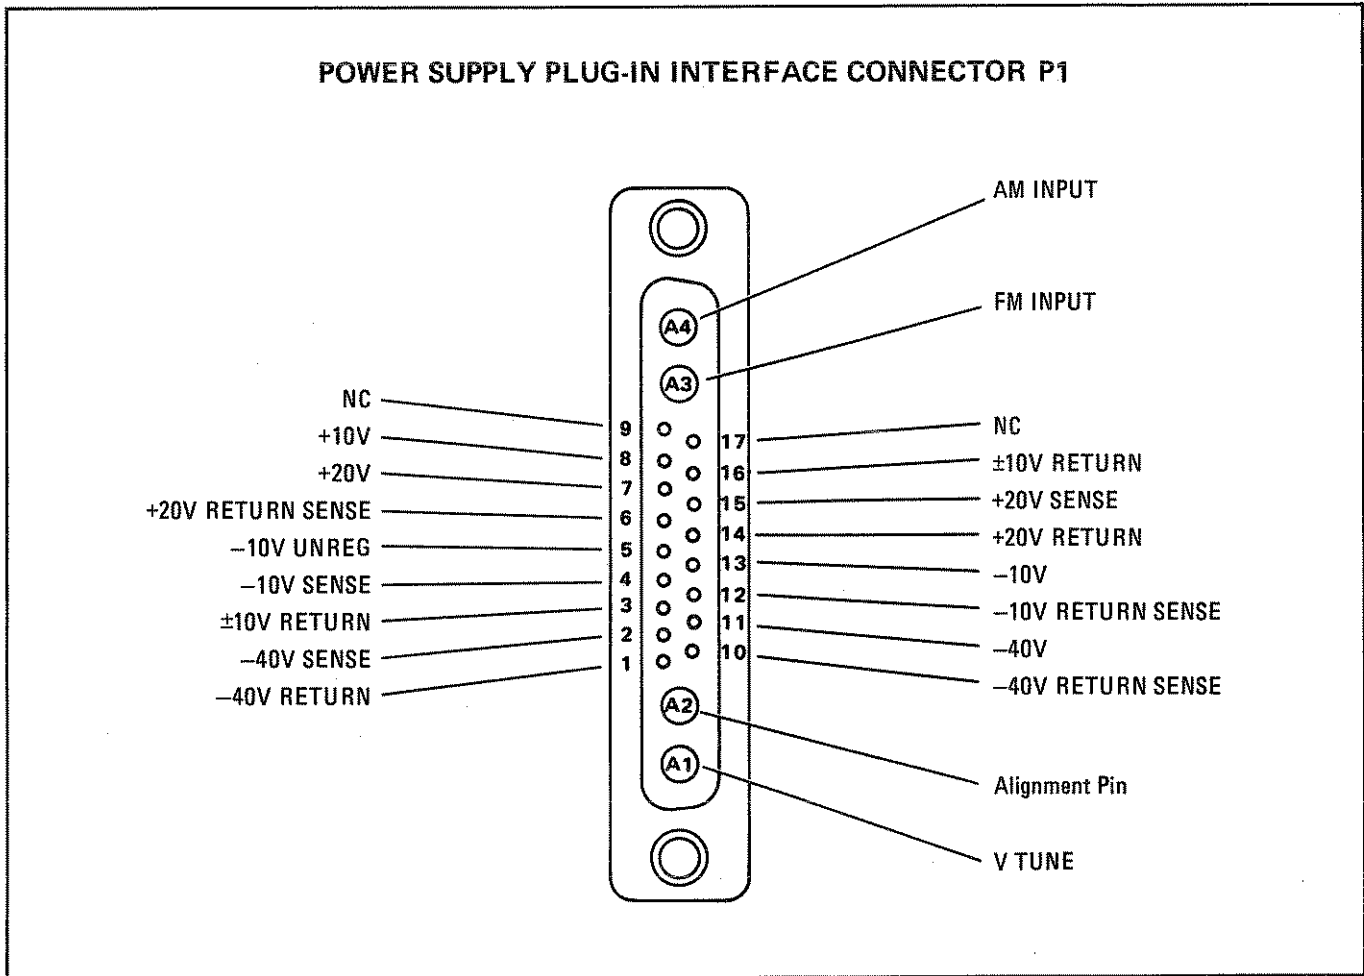 POWER SUPPLY PLUG-IN INTERFACE CONNECTOR P1
AM INPUT
FM INPUT
A4
A3
NC
+10V
+20V
+20V RETURN SENSE
–10V UNREG
–10V SENSE
±10V RETURN
–40V SENSE
–40V RETURN
9
8
7
6
5
4
3
2
1
17
16
15
14
13
12
11
10
NC
±10V RETURN
+20V SENSE
+20V RETURN
–10V
–10V RETURN SENSE
–40V
–40V RETURN SENSE
A2
A1
Alignment Pin
V TUNE